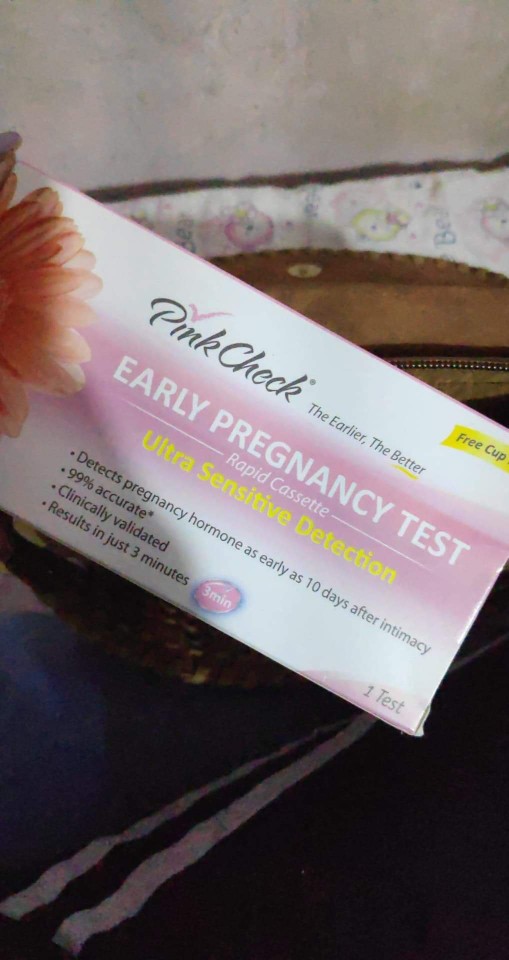 PinkCheck®
The Earlier, The Better
Free Cup
EARLY PREGNANCY TEST
Rapid Cassette
Ultra Sensitive Detection
• Detects pregnancy hormone as early as 10 days after intimacy
• 99% accurate*
• Clinically validated
• Results in just 3 minutes
3min
1 Test